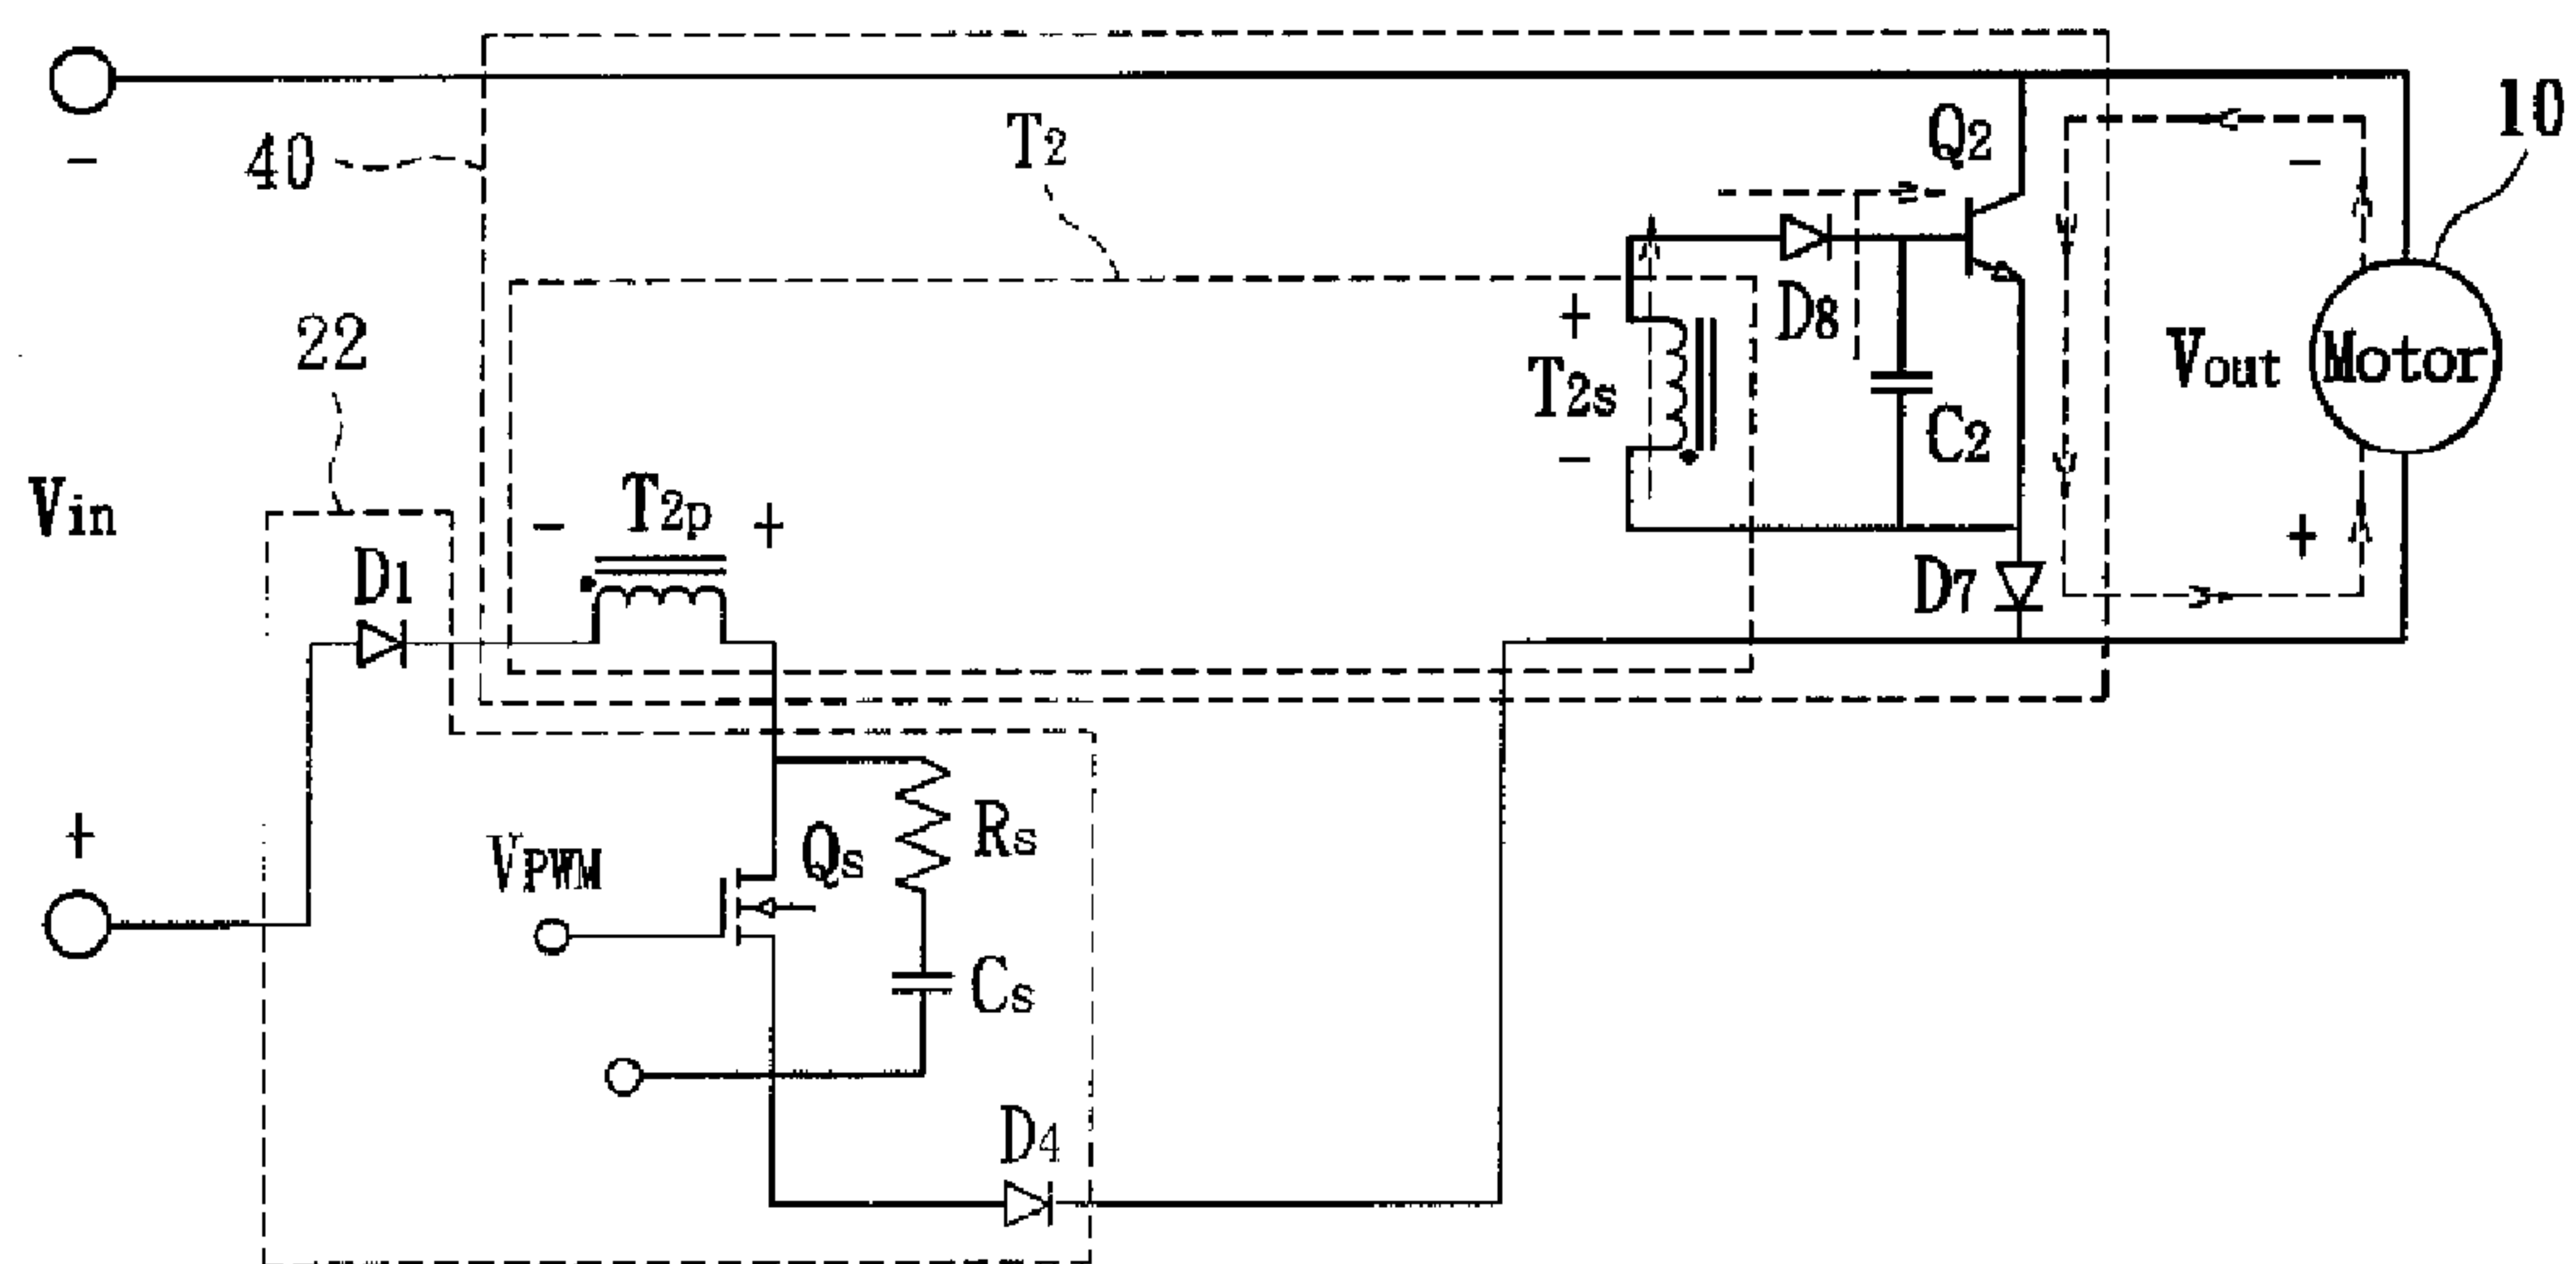 10
-
40
T2
Q2
-
22
+
D8
T2s
Vout
Motor
C2
-
Vin
-
T2p
+
D1
D7
+
+
VPWM
Qs
Rs
Cs
D4